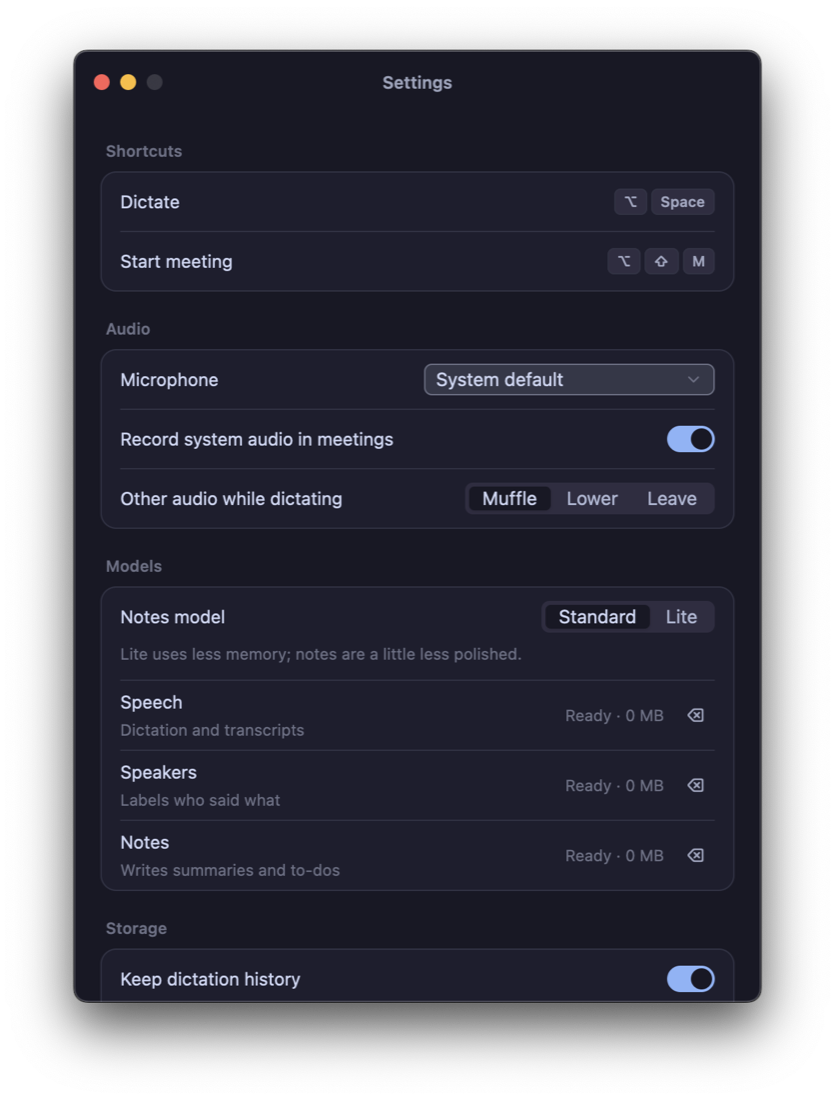 Settings
Shortcuts
Dictate ⌥ Space
Start meeting ⌥ ⇧ M
Audio
Microphone System default
Record system audio in meetings
Other audio while dictating Muffle Lower Leave
Models
Notes model Standard Lite
Lite uses less memory; notes are a little less polished.
Speech
Dictation and transcripts
Ready · 0 MB
Speakers
Labels who said what
Ready · 0 MB
Notes
Writes summaries and to-dos
Ready · 0 MB
Storage
Keep dictation history